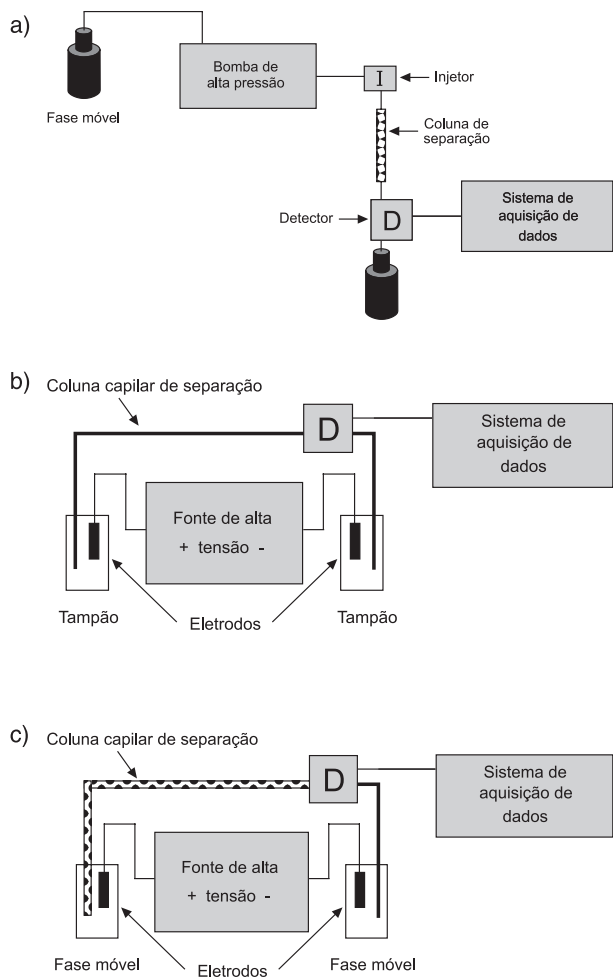 a)
Fase móvel
Bomba de
alta pressão
I
Injetor
Coluna de
separação
Detector
D
Sistema de
aquisição de
dados
b)
Coluna capilar de separação
D
Sistema de
aquisição de
dados
Fonte de alta
+ tensão -
Tampão
Eletrodos
Tampão
c)
Coluna capilar de separação
D
Sistema de
aquisição de
dados
Fonte de alta
+ tensão -
Fase móvel
Eletrodos
Fase móvel